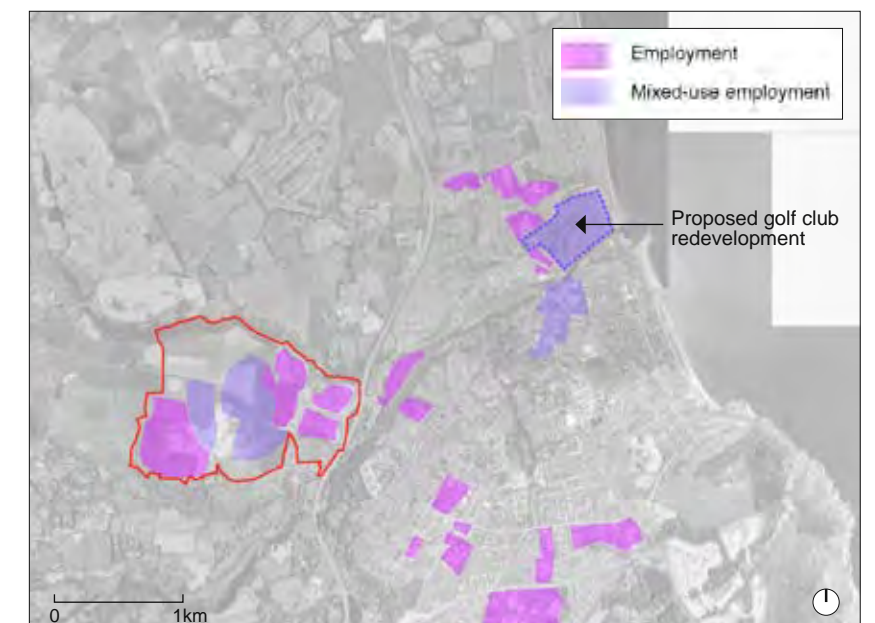 Employment
Mixed-use employment
Proposed golf club
redevelopment
0 1km